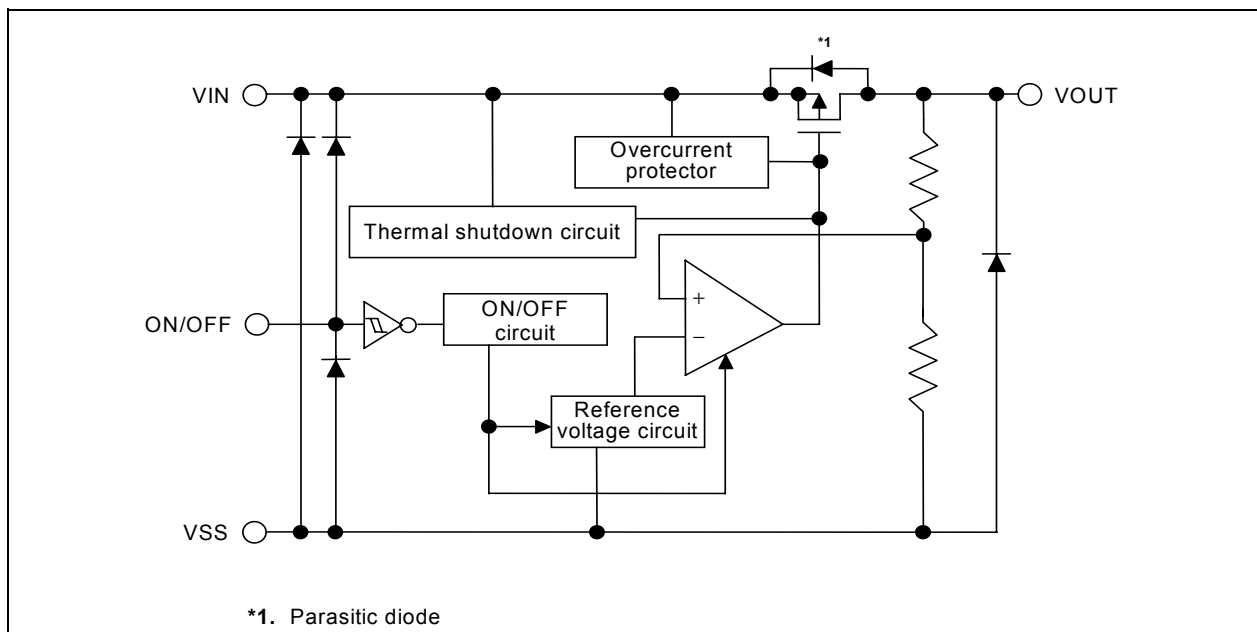 *1
VIN
VOUT
Overcurrent
protector
Thermal shutdown circuit
+
−
ON/OFF
ON/OFF
circuit
Reference
voltage circuit
VSS
*1. Parasitic diode